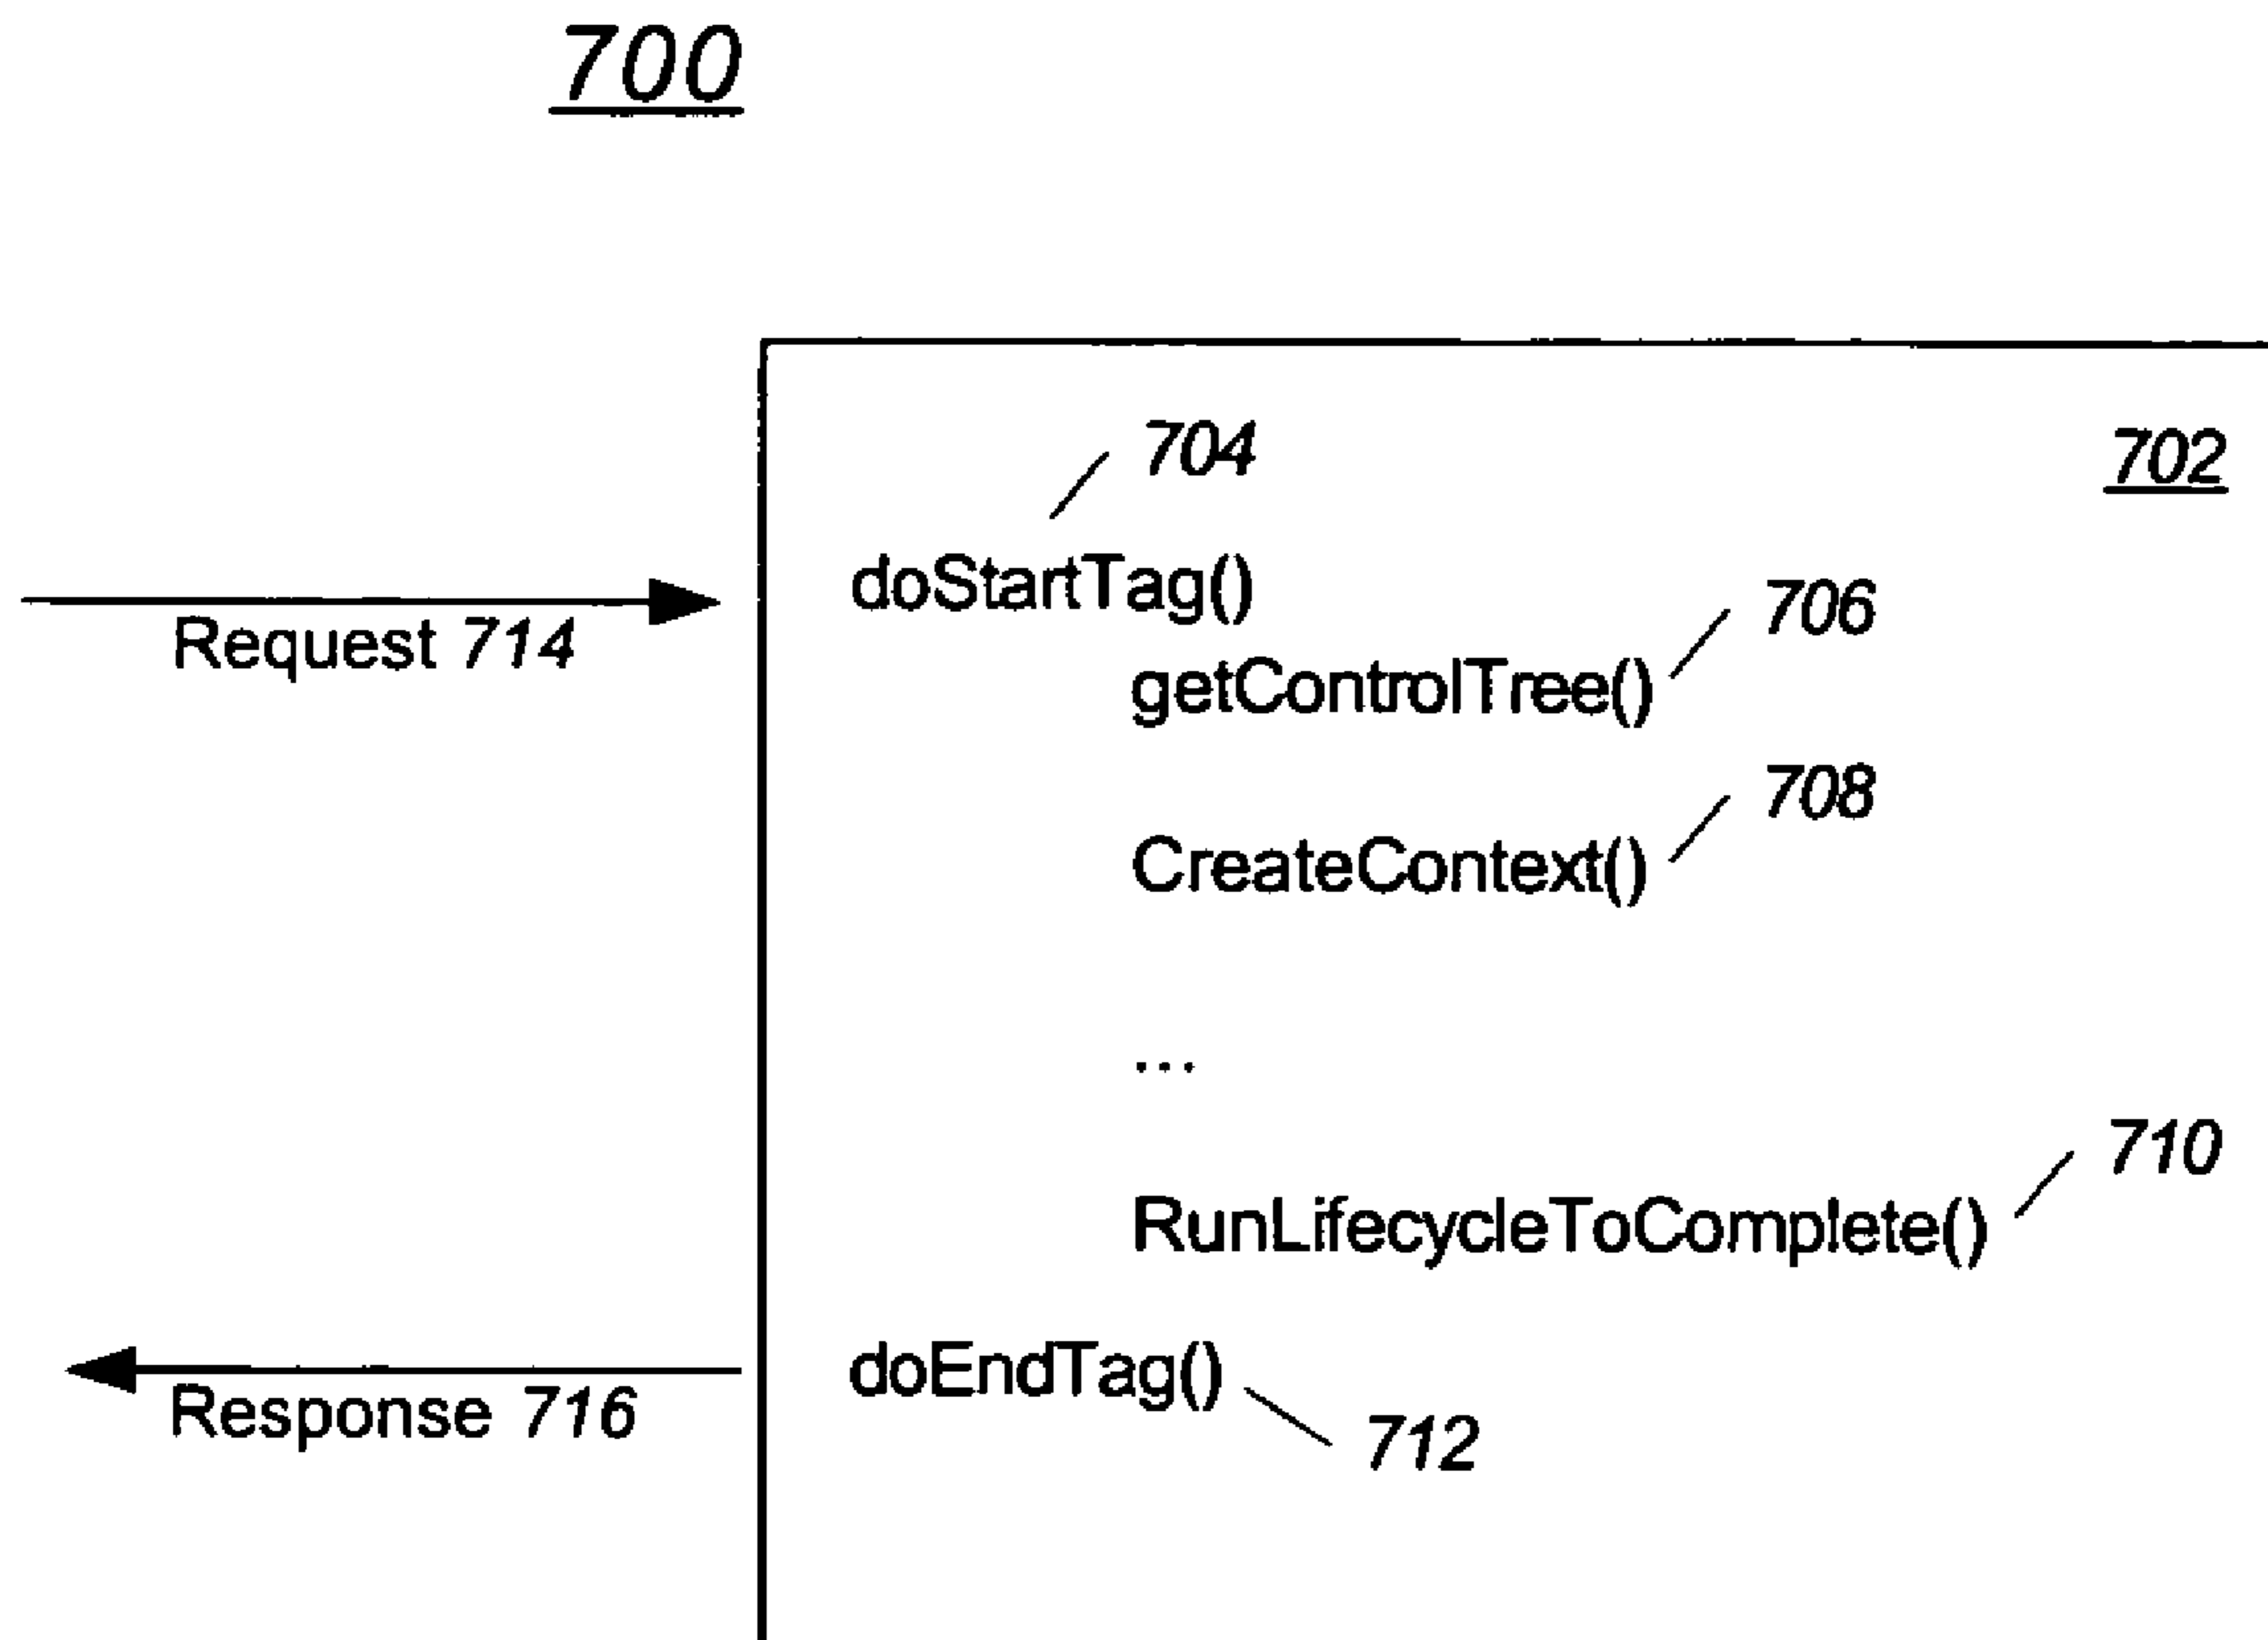 700
704
702
doStartTag()
706
Request 714
getControlTree()
708
CreateContext()
...
710
RunLifecycleToComplete()
doEndTag()
Response 716
712